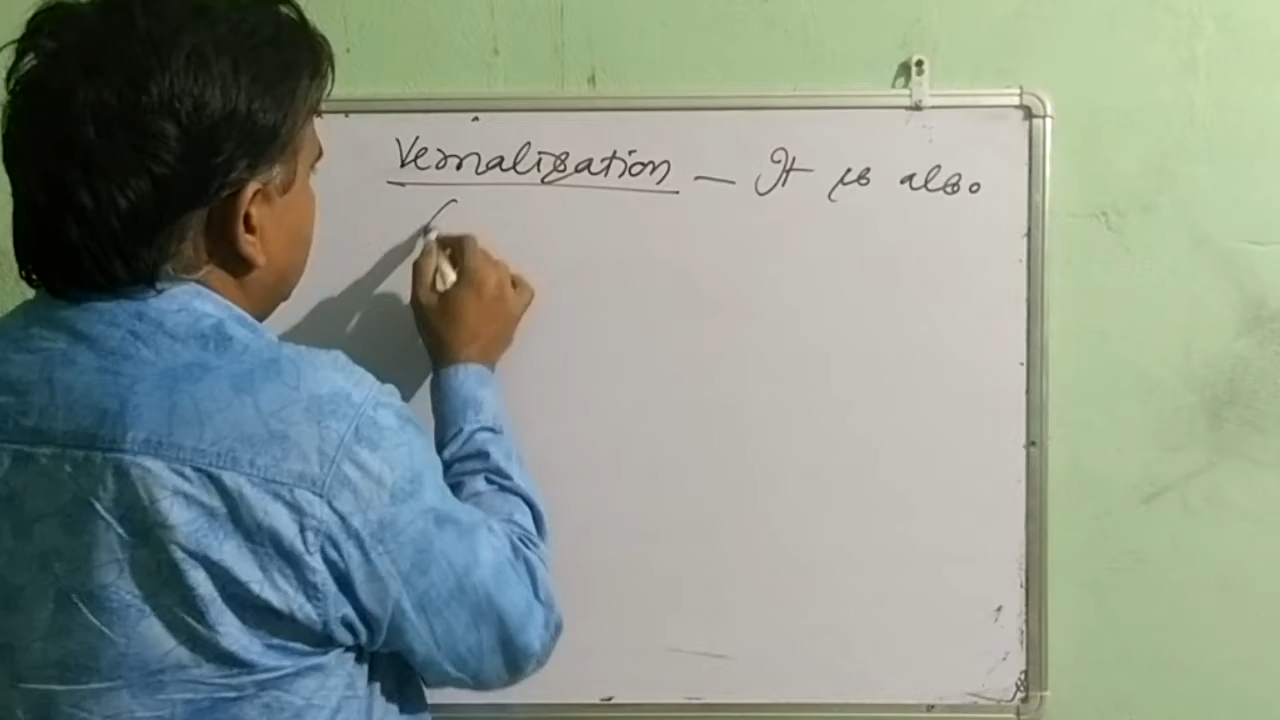 Vernalization — It is also